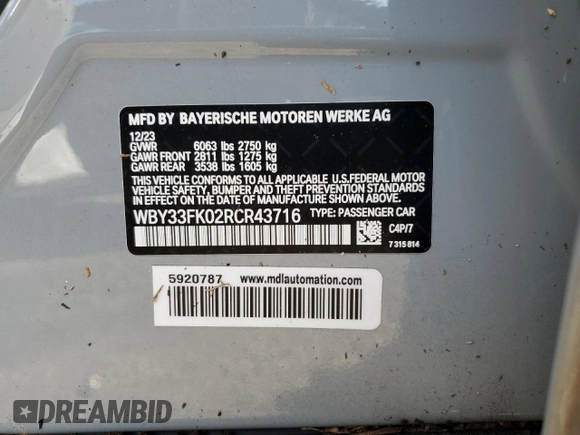 MFD BY BAYERISCHE MOTOREN WERKE AG
12/23
GVWR 6063 lbs 2750 kg
GAWR FRONT 2811 lbs 1275 kg
GAWR REAR 3538 lbs 1605 kg
THIS VEHICLE CONFORMS TO ALL APPLICABLE U.S.FEDERAL MOTOR
VEHICLE SAFETY, BUMPER AND THEFT PREVENTION STANDARDS
IN EFFECT ON THE DATE OF MANUFACTURE SHOWN ABOVE.
WBY33FK02RCR43716 TYPE: PASSENGER CAR
C4P/7
7 315 814
5920787 www.mdlautomation.com
DREAMBID